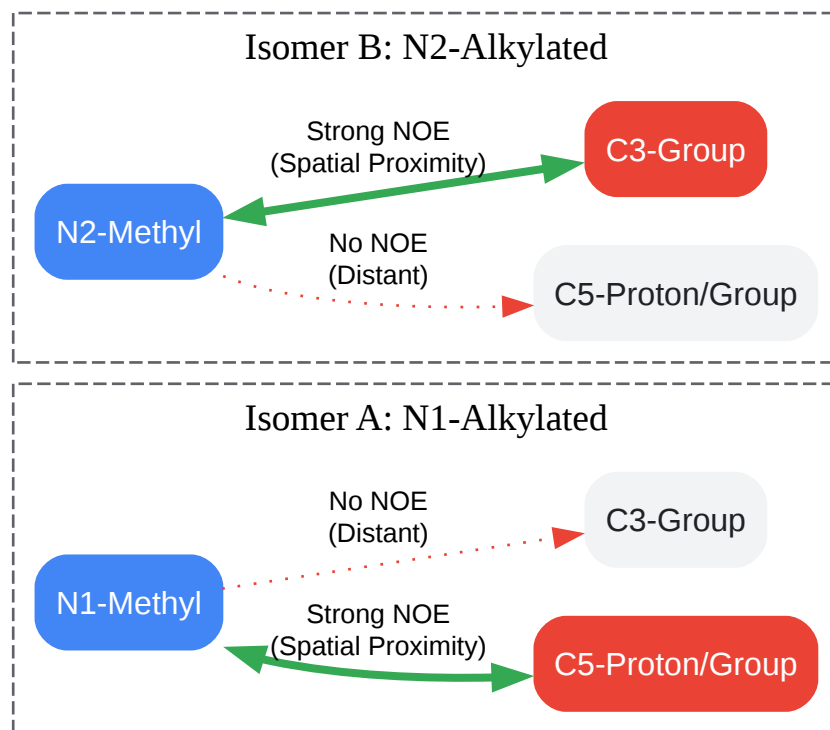 Isomer B: N2-Alkylated
Strong NOE
(Spatial Proximity)
C3-Group
N2-Methyl
No NOE
(Distant)
C5-Proton/Group
Isomer A: N1-Alkylated
No NOE
(Distant)
C3-Group
N1-Methyl
Strong NOE
(Spatial Proximity)
C5-Proton/Group